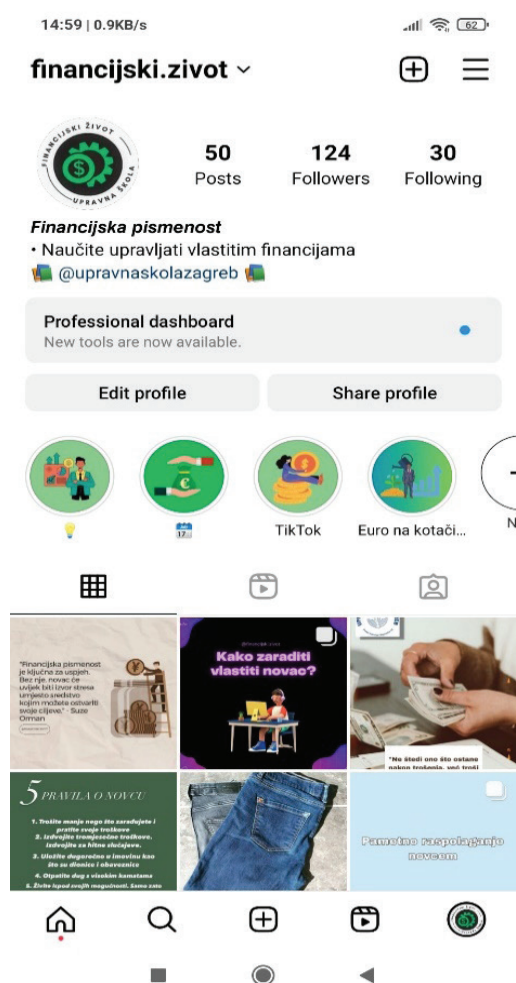 14:59 | 0.9KB/s
62
financijski.zivot
FINANCIJSKI ŽIVOT
UPRAVNA ŠKOLA
50
Posts
124
Followers
30
Following
Financijska pismenost
• Naučite upravljati vlastitim financijama
@upravnaskolazagreb
Professional dashboard
New tools are now available.
Edit profile
Share profile
17
TikTok
Euro na kotači...
N
"Financijska pismenost
je ključna za uspjeh.
Bez nje, novac će
uvijek biti izvor stresa
umjesto sredstvo
kojim možete ostvariti
svoje ciljeve." - Suze
Orman
Kako zaraditi
vlastiti novac?
"Ne štedi ono što ostane
nakon trošenja, već troši
5 PRAVILA O NOVCU
1. Trošite manje nego što zarađujete i
pratite svoje troškove
2. Izdvojite tromjesečne troškove.
Izdvojite za hitne slučajeve.
3. Uložite dugoročno u imovinu kao
što su dionice i obveznice
4. Otpatite dug s visokim kamatama
5. Živite ispod svojih mogućnosti. Samo zato
Pametno raspolaganje
novcem